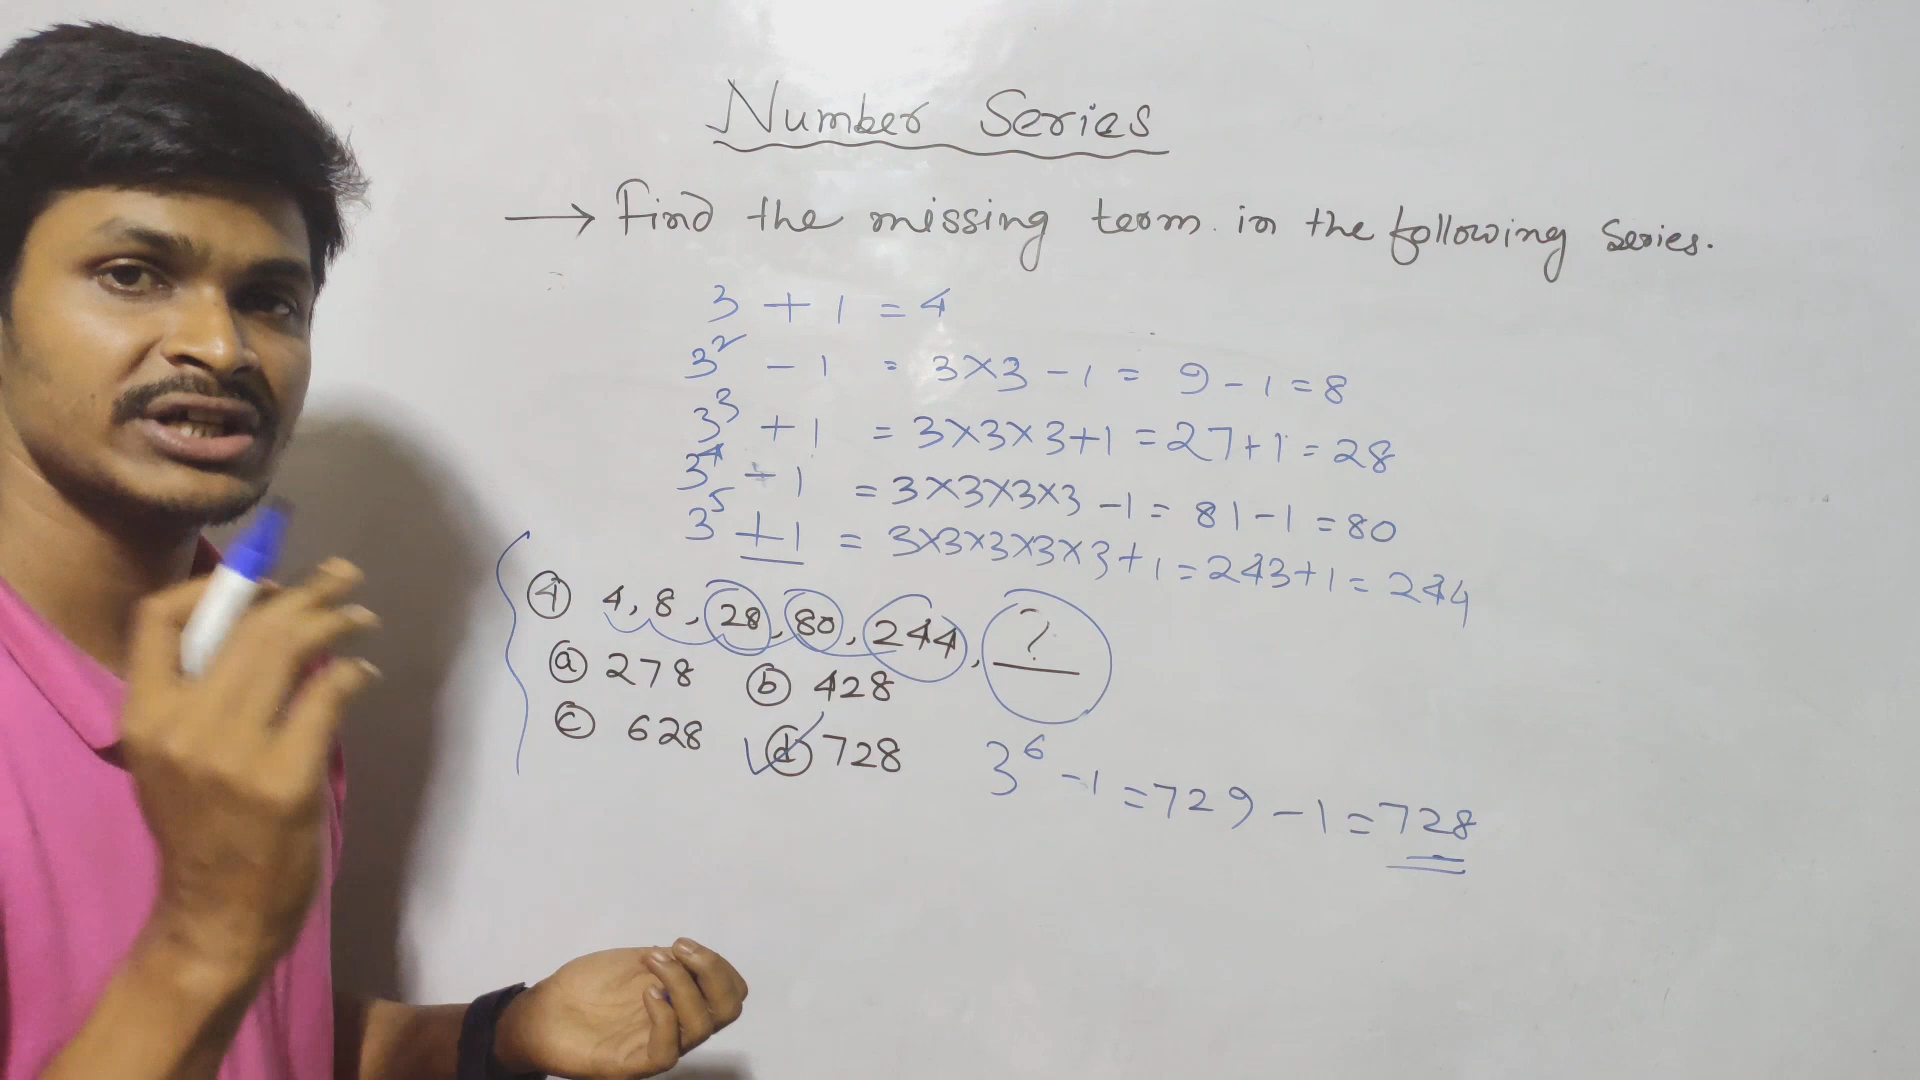 Number Series
→ Find the missing term in the following series.
3 + 1 = 4
3² - 1 = 3×3 - 1 = 9 - 1 = 8
3³ + 1 = 3×3×3+1 = 27+1 = 28
3⁴ - 1 = 3×3×3×3 - 1 = 81 - 1 = 80
3⁵ + 1 = 3×3×3×3×3+1 = 243+1 = 244
④ 4, 8, 28, 80, 244, ?
ⓐ 278 ⓑ 428
ⓒ 628 ⓓ 728
3⁶ - 1 = 729 - 1 = 728